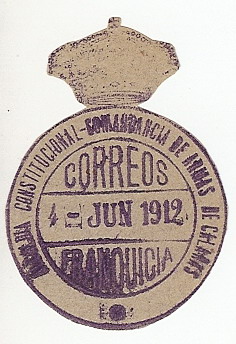 CONSTITUCIONAL-COMANDANCIA DE ARMAS DE
CORREOS
4 - JUN 1912
FRANQUICIA